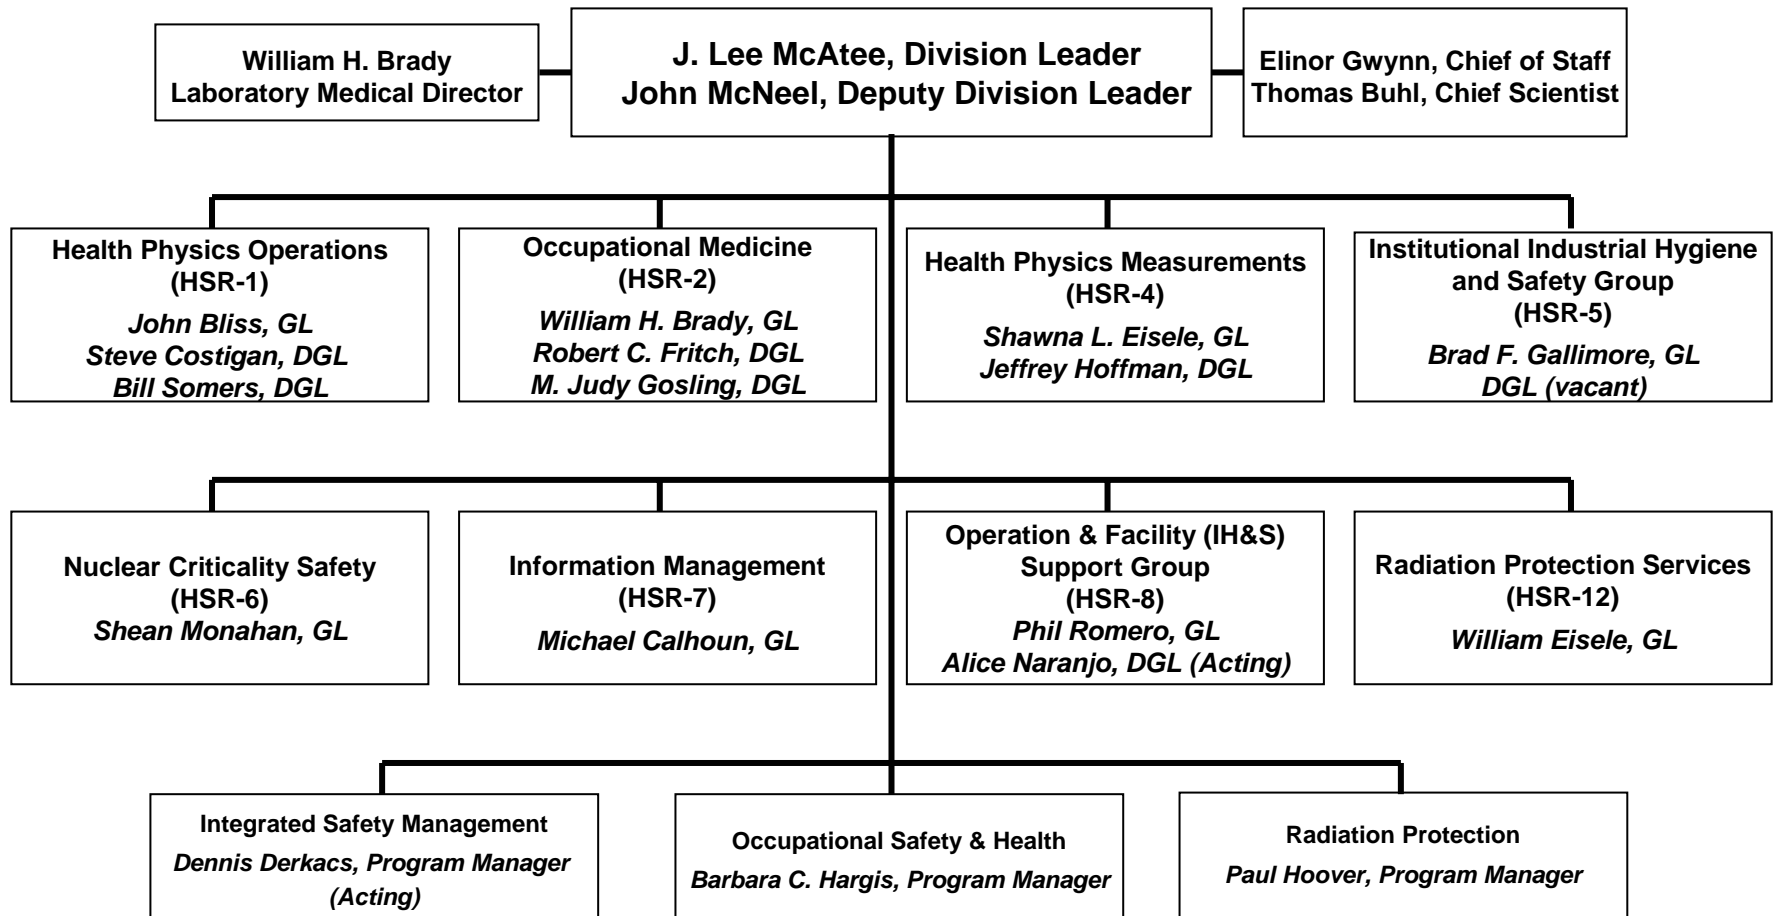 William H. Brady
Laboratory Medical Director
J. Lee McAtee, Division Leader
John McNeel, Deputy Division Leader
Elinor Gwynn, Chief of Staff
Thomas Buhl, Chief Scientist
Health Physics Operations
(HSR-1)
John Bliss, GL
Steve Costigan, DGL
Bill Somers, DGL
Occupational Medicine
(HSR-2)
William H. Brady, GL
Robert C. Fritch, DGL
M. Judy Gosling, DGL
Health Physics Measurements
(HSR-4)
Shawna L. Eisele, GL
Jeffrey Hoffman, DGL
Institutional Industrial Hygiene
and Safety Group
(HSR-5)
Brad F. Gallimore, GL
DGL (vacant)
Nuclear Criticality Safety
(HSR-6)
Shean Monahan, GL
Information Management
(HSR-7)
Michael Calhoun, GL
Operation & Facility (IH&S)
Support Group
(HSR-8)
Phil Romero, GL
Alice Naranjo, DGL (Acting)
Radiation Protection Services
(HSR-12)
William Eisele, GL
Integrated Safety Management
Dennis Derkacs, Program Manager
(Acting)
Occupational Safety & Health
Barbara C. Hargis, Program Manager
Radiation Protection
Paul Hoover, Program Manager